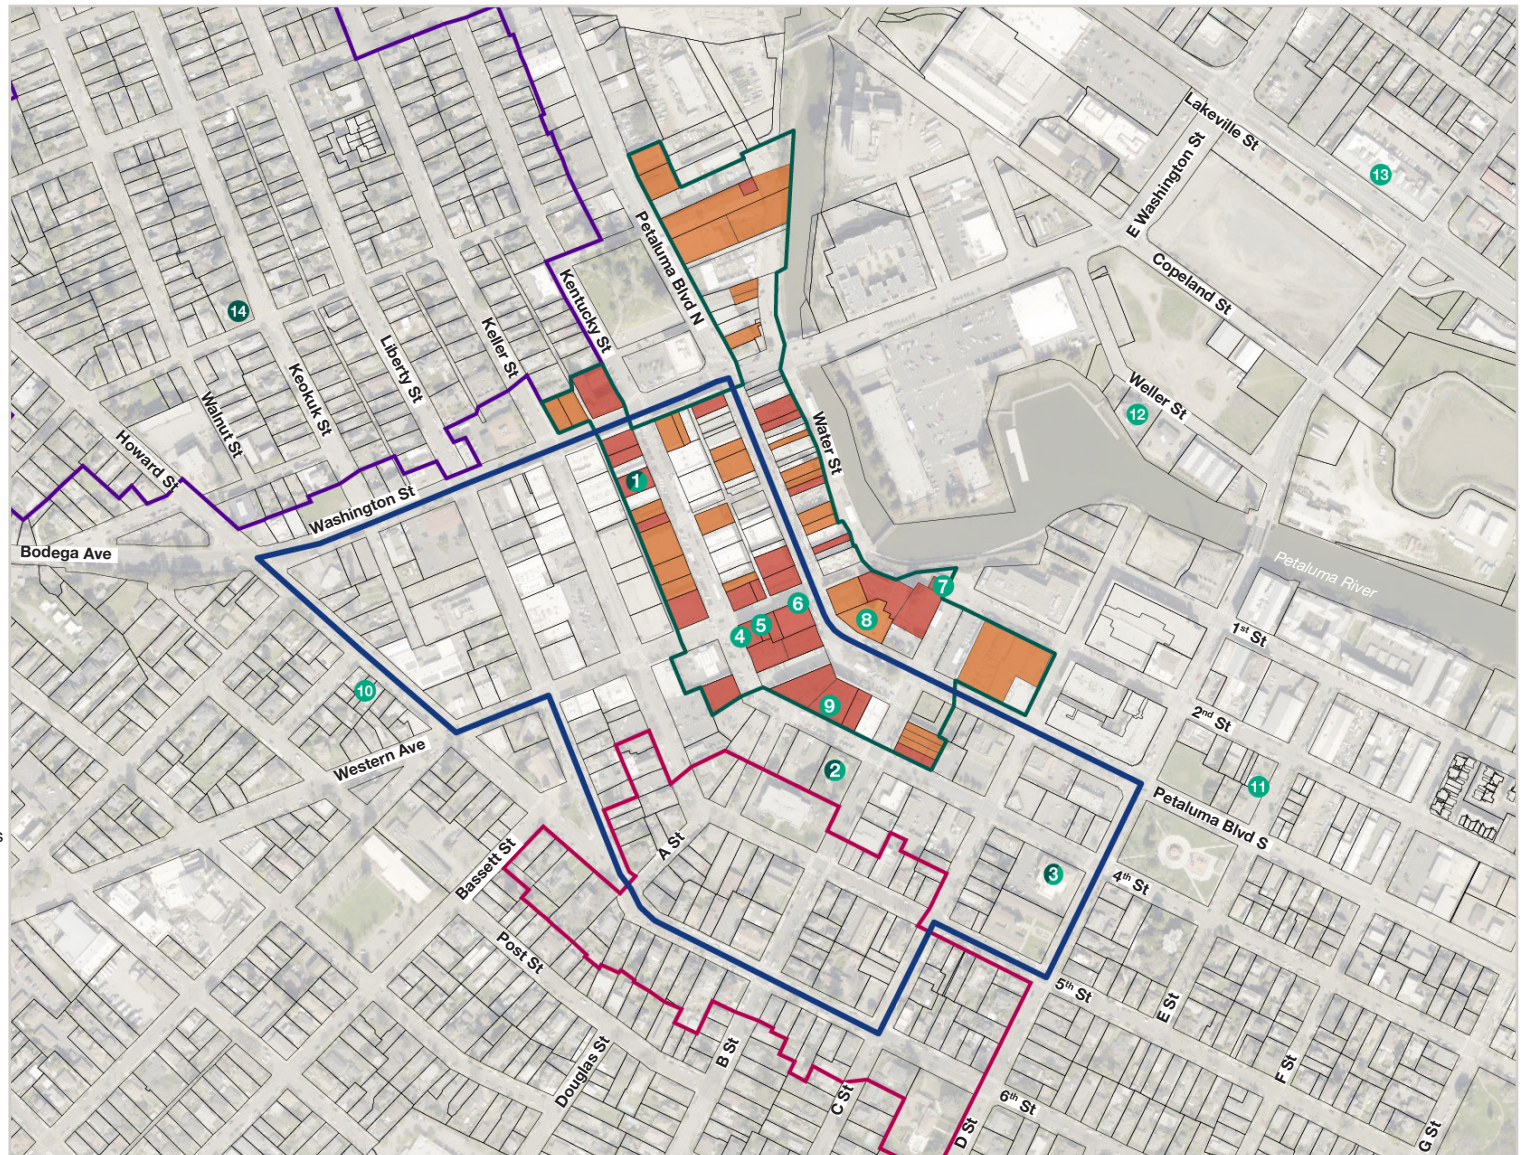 Lakeville St
E Washington St
13
Petaluma Blvd N
Copeland St
Kentucky St
14
Keller St
Liberty St
Weller St
12
Keokuk St
Walnut St
Water St
Howard St
1
Washington St
Bodega Ave
Petaluma River
7
6
8
5
4
1st St
10
9
2nd St
Western Ave
2
11
Petaluma Blvd S
s
A St
Bassett St
3
4th St
Post St
5th St
E St
B St
Douglas St
F St
C St
6th St
D St
G St